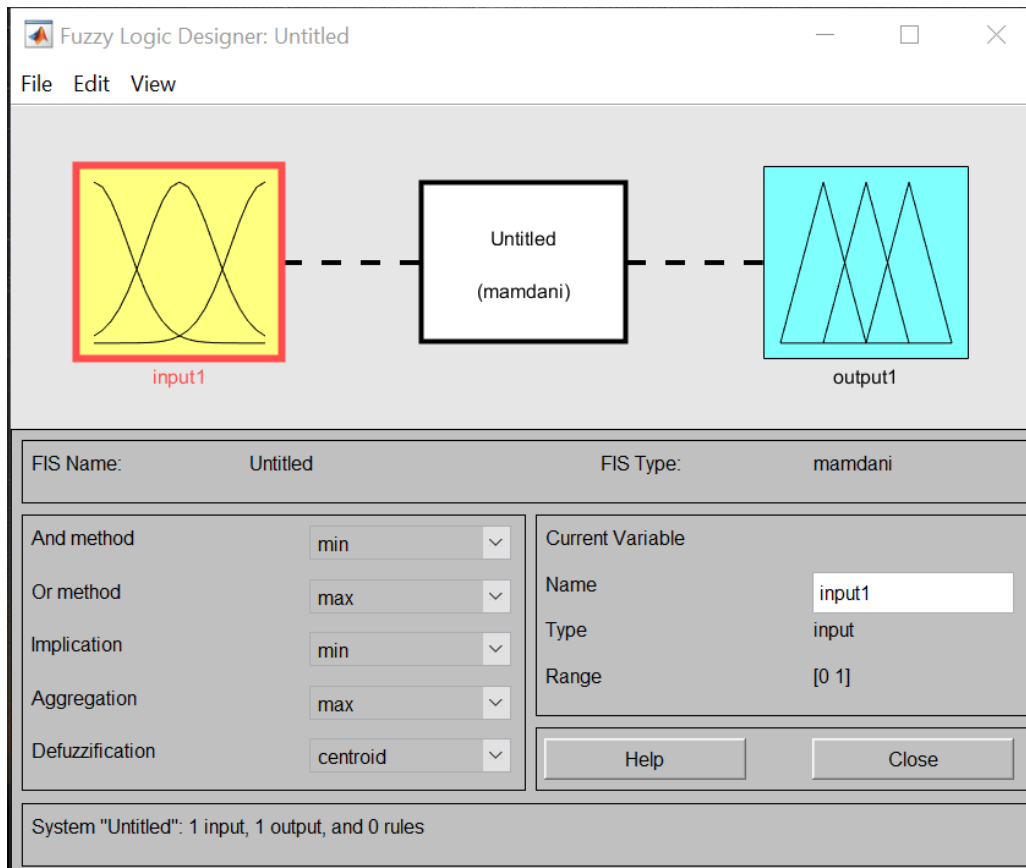 Fuzzy Logic Designer: Untitled
File Edit View
Untitled
(mamdani)
input1
output1
FIS Name: Untitled FIS Type: mamdani
And method min
Or method max
Implication min
Aggregation max
Defuzzification centroid
Current Variable
Name input1
Type input
Range [0 1]
Help Close
System "Untitled": 1 input, 1 output, and 0 rules